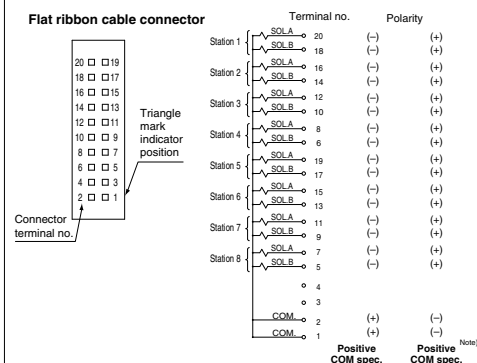 Flat ribbon cable connector
Terminal no. Polarity
20 19
18 17
16 15
14 13
12 11
10 9
8 7
6 5
4 3
2 1
Triangle
mark
indicator
position
Connector
terminal no.
Station 1 SOL.A 20 (–) (+)
SOL.B 18 (–) (+)
Station 2 SOL.A 16 (–) (+)
SOL.B 14 (–) (+)
Station 3 SOL.A 12 (–) (+)
SOL.B 10 (–) (+)
Station 4 SOL.A 8 (–) (+)
SOL.B 6 (–) (+)
Station 5 SOL.A 19 (–) (+)
SOL.B 17 (–) (+)
Station 6 SOL.A 15 (–) (+)
SOL.B 13 (–) (+)
Station 7 SOL.A 11 (–) (+)
SOL.B 9 (–) (+)
Station 8 SOL.A 7 (–) (+)
SOL.B 5 (–) (+)
4
3
COM. 2 (+) (–)
COM. 1 (+) (–)
Positive Positive Note)
COM spec. COM spec.